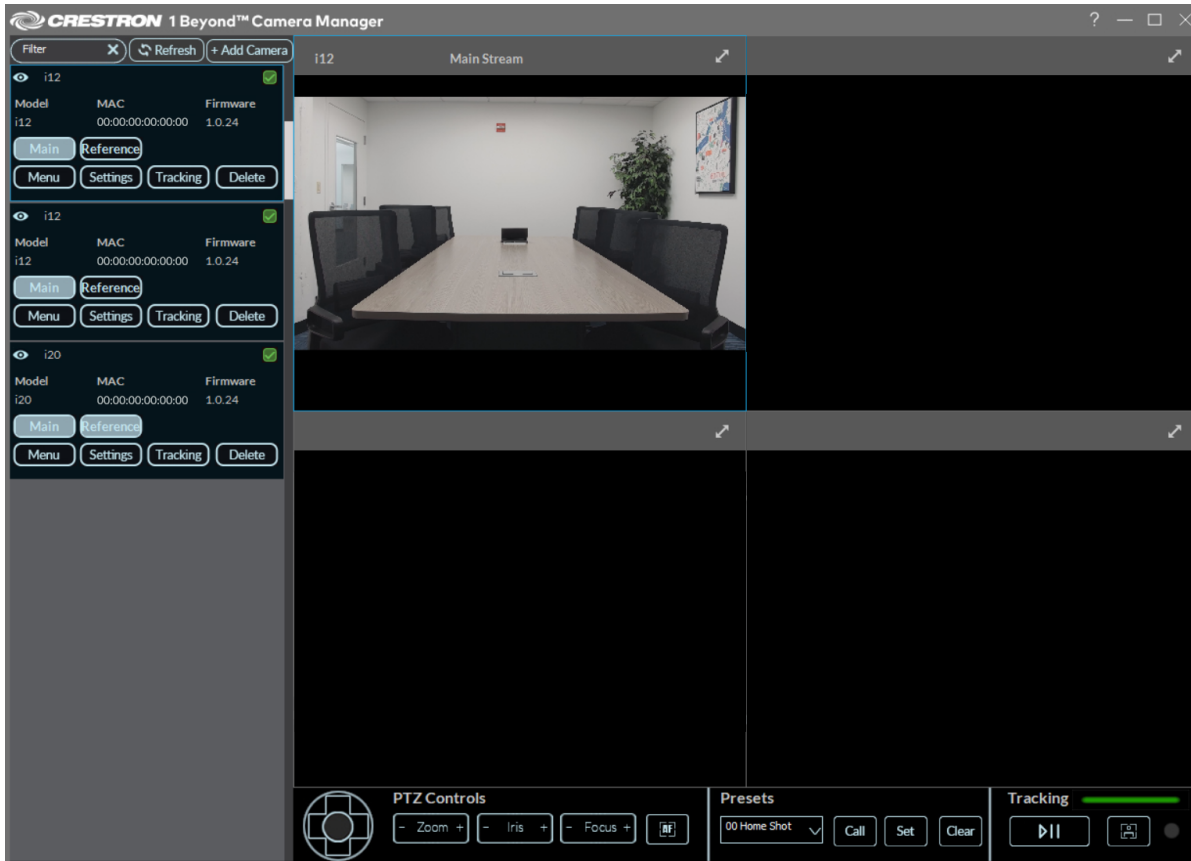 CRESTRON 1 Beyond™ Camera Manager ?
Filter Refresh + Add Camera
i12
Model MAC Firmware
i12 00:00:00:00:00:00 1.0.24
Main Reference
Menu Settings Tracking Delete
i12
Model MAC Firmware
i12 00:00:00:00:00:00 1.0.24
Main Reference
Menu Settings Tracking Delete
i20
Model MAC Firmware
i20 00:00:00:00:00:00 1.0.24
Main Reference
Menu Settings Tracking Delete
i12 Main Stream
PTZ Controls
- Zoom + - Iris + - Focus + AF
Presets
00 Home Shot Call Set Clear
Tracking